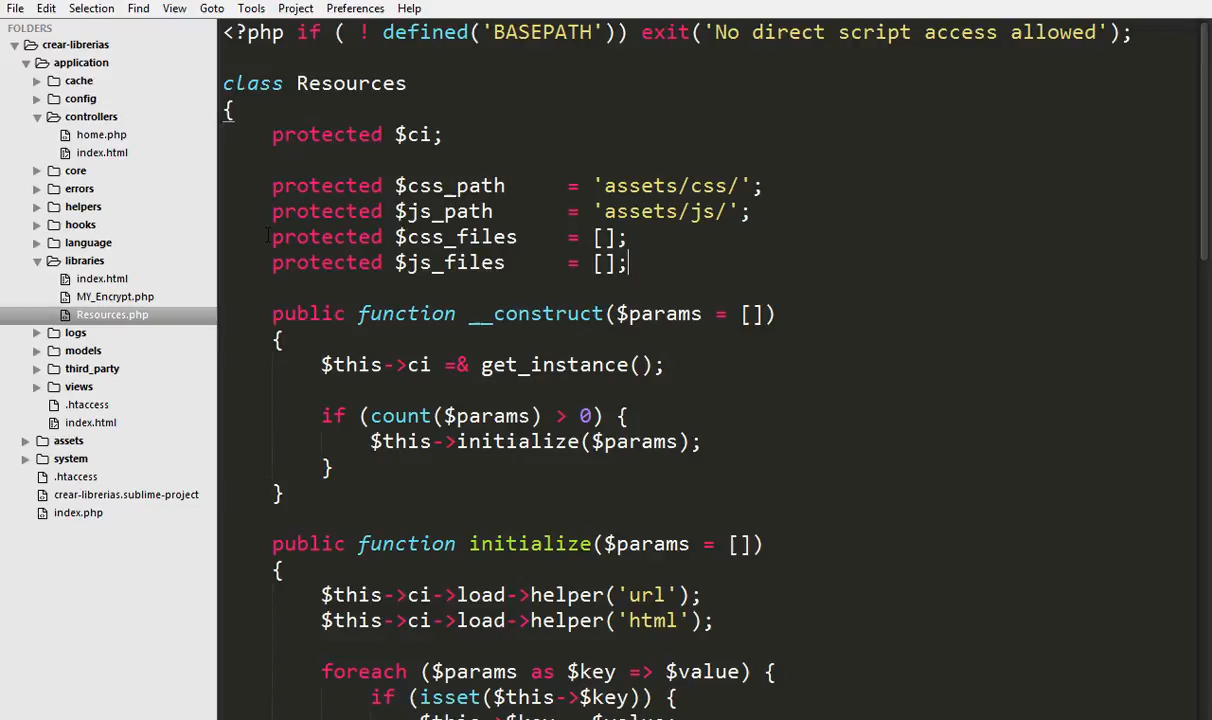 File Edit Selection Find View Goto Tools Project Preferences Help
FOLDERS
crear-librerias
application
cache
config
controllers
home.php
index.html
core
errors
helpers
hooks
language
libraries
index.html
MY_Encrypt.php
Resources.php
logs
models
third_party
views
.htaccess
index.html
assets
system
.htaccess
crear-librerias.sublime-project
index.php
<?php if ( ! defined('BASEPATH')) exit('No direct script access allowed');
class Resources
{
protected $ci;
protected $css_path = 'assets/css/';
protected $js_path = 'assets/js/';
protected $css_files = [];
protected $js_files = [];
public function __construct($params = [])
{
$this->ci =& get_instance();
if (count($params) > 0) {
$this->initialize($params);
}
}
public function initialize($params = [])
{
$this->ci->load->helper('url');
$this->ci->load->helper('html');
foreach ($params as $key => $value) {
if (isset($this->$key)) {
$this->$key = $value;